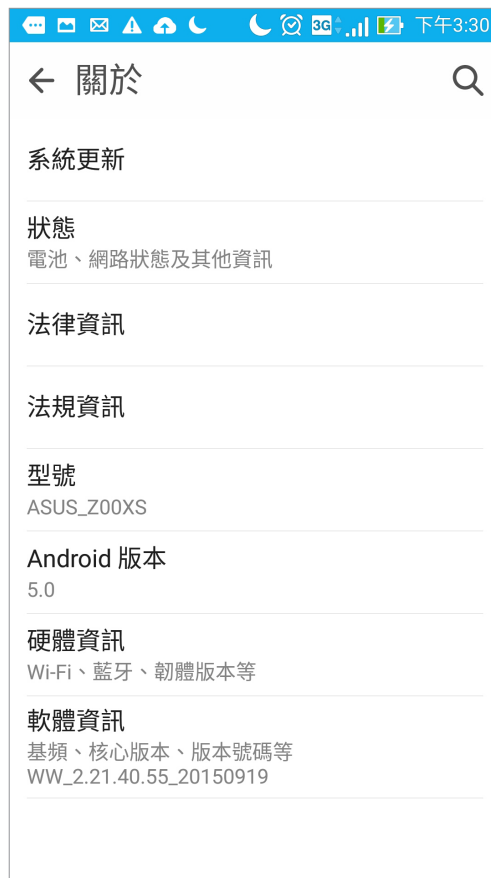 3G 下午3:30
關於
系統更新
狀態
電池、網路狀態及其他資訊
法律資訊
法規資訊
型號
ASUS_Z00XS
Android 版本
5.0
硬體資訊
Wi-Fi、藍牙、韌體版本等
軟體資訊
基頻、核心版本、版本號碼等
WW_2.21.40.55_20150919